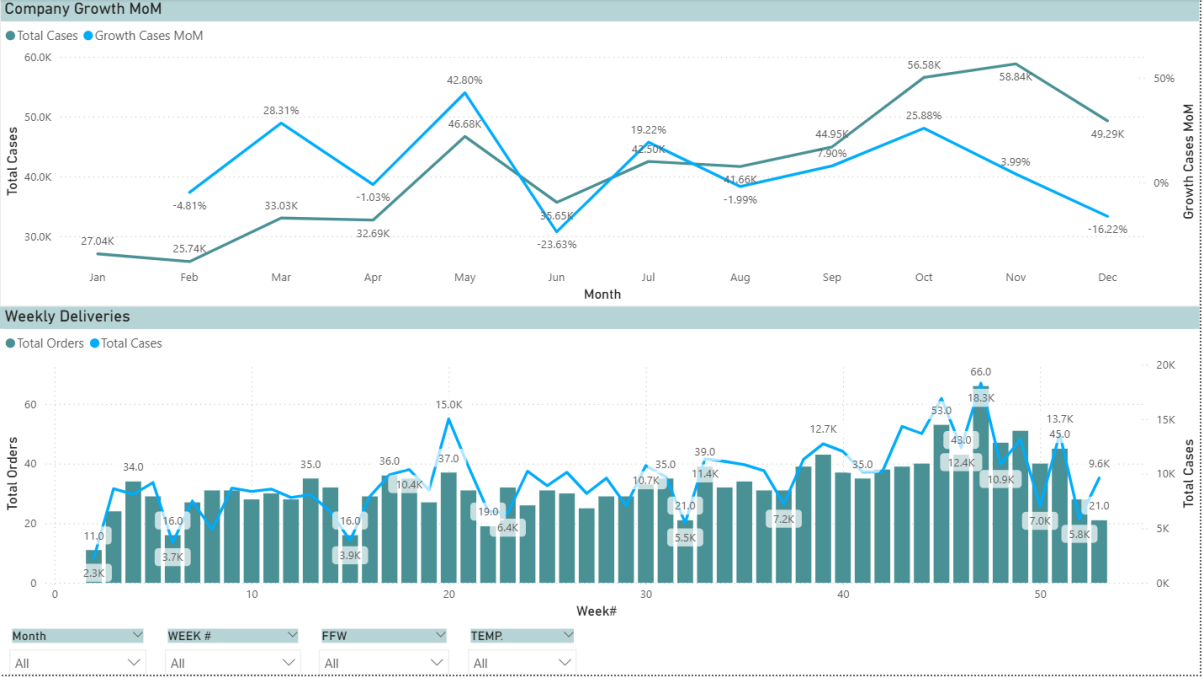 Company Growth MoM
Total Cases Growth Cases MoM
60.0K
50.0K
40.0K
30.0K
Total Cases
50%
0%
Growth Cases MoM
27.04K
25.74K
33.03K
32.69K
46.68K
35.65K
42.50K
41.66K
44.95K
56.58K
58.84K
49.29K
-4.81%
28.31%
-1.03%
42.80%
-23.63%
19.22%
-1.99%
7.90%
25.88%
3.99%
-16.22%
Jan Feb Mar Apr May Jun Jul Aug Sep Oct Nov Dec
Month
Weekly Deliveries
Total Orders Total Cases
60
40
20
0
Total Orders
20K
15K
10K
5K
0K
Total Cases
11.0
2.3K
34.0
16.0
3.7K
35.0
16.0
3.9K
36.0
10.4K
15.0K
37.0
19.0
6.4K
10.7K
35.0
21.0
5.5K
39.0
11.4K
7.2K
12.7K
35.0
53.0
43.0
12.4K
66.0
18.3K
10.9K
7.0K
13.7K
45.0
5.8K
9.6K
21.0
0 10 20 30 40 50
Week#
Month WEEK # FFW TEMP.
All All All All